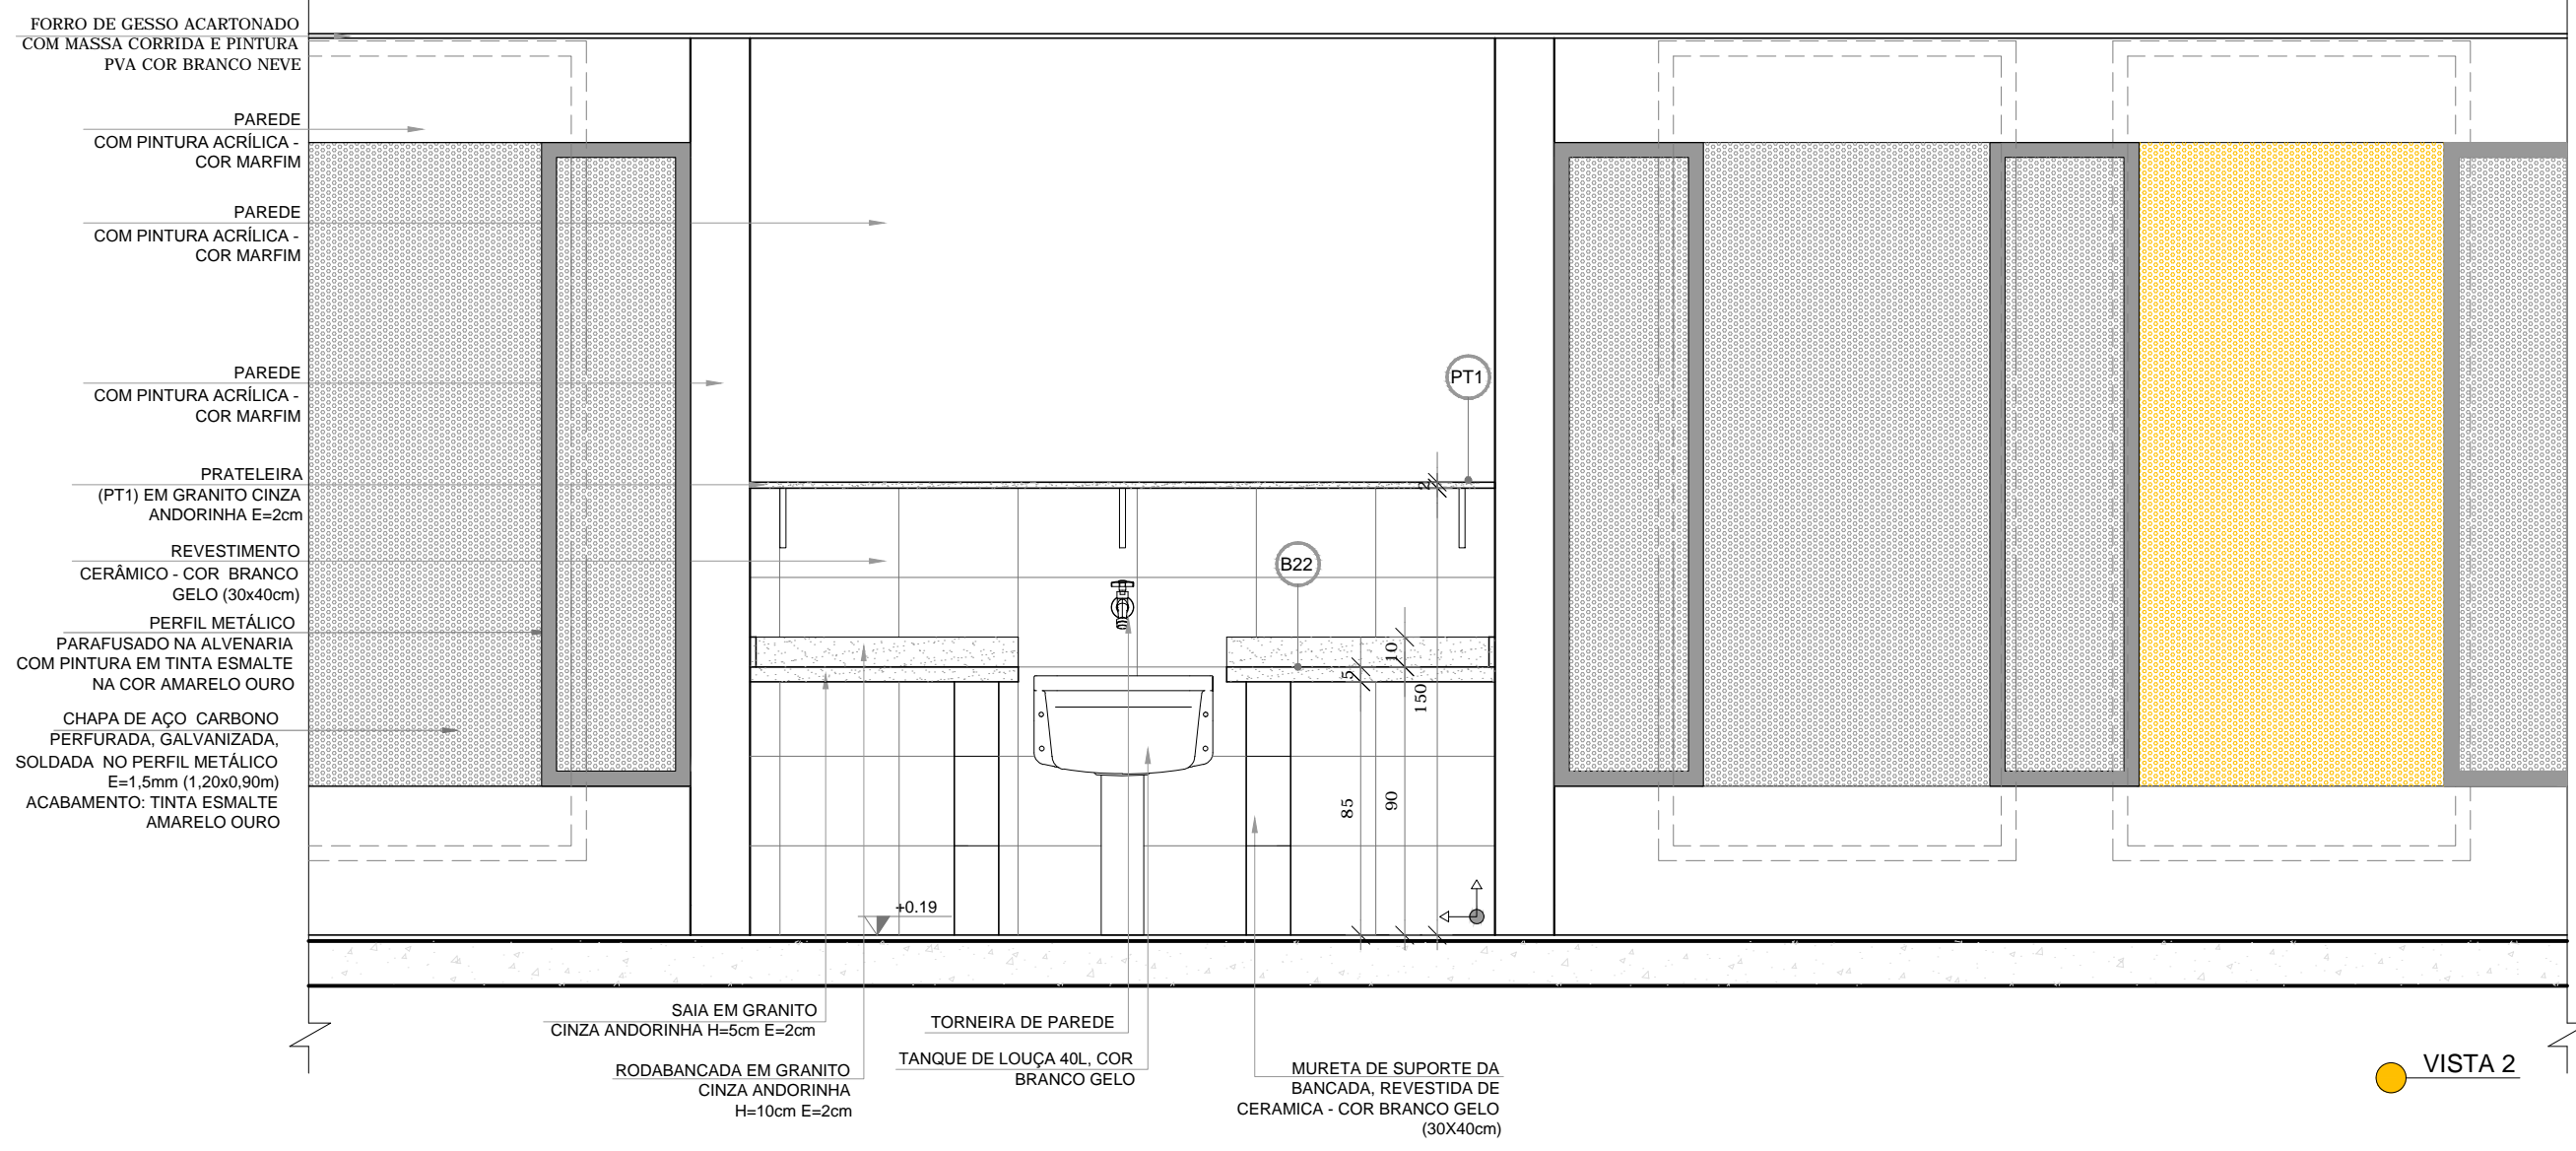 FORRO DE GESSO ACARTONADO
COM MASSA CORRIDA E PINTURA
PVA COR BRANCO NEVE
PAREDE
COM PINTURA ACRÍLICA -
COR MARFIM
PAREDE
COM PINTURA ACRÍLICA -
COR MARFIM
PAREDE
COM PINTURA ACRÍLICA -
COR MARFIM
PRATELEIRA
(PT1) EM GRANITO CINZA
ANDORINHA E=2cm
REVESTIMENTO
CERÂMICO - COR BRANCO
GELO (30x40cm)
PERFIL METÁLICO
PARAFUSADO NA ALVENARIA
COM PINTURA EM TINTA ESMALTE
NA COR AMARELO OURO
CHAPA DE AÇO CARBONO
PERFURADA, GALVANIZADA,
SOLDADA NO PERFIL METÁLICO
E=1,5mm (1,20x0,90m)
ACABAMENTO: TINTA ESMALTE
AMARELO OURO
PT1
2
B22
10
5
150
85
90
+0.19
SAIA EM GRANITO
CINZA ANDORINHA H=5cm E=2cm
RODABANCADA EM GRANITO
CINZA ANDORINHA
H=10cm E=2cm
TORNEIRA DE PAREDE
TANQUE DE LOUÇA 40L, COR
BRANCO GELO
MURETA DE SUPORTE DA
BANCADA, REVESTIDA DE
CERAMICA - COR BRANCO GELO
(30X40cm)
VISTA 2